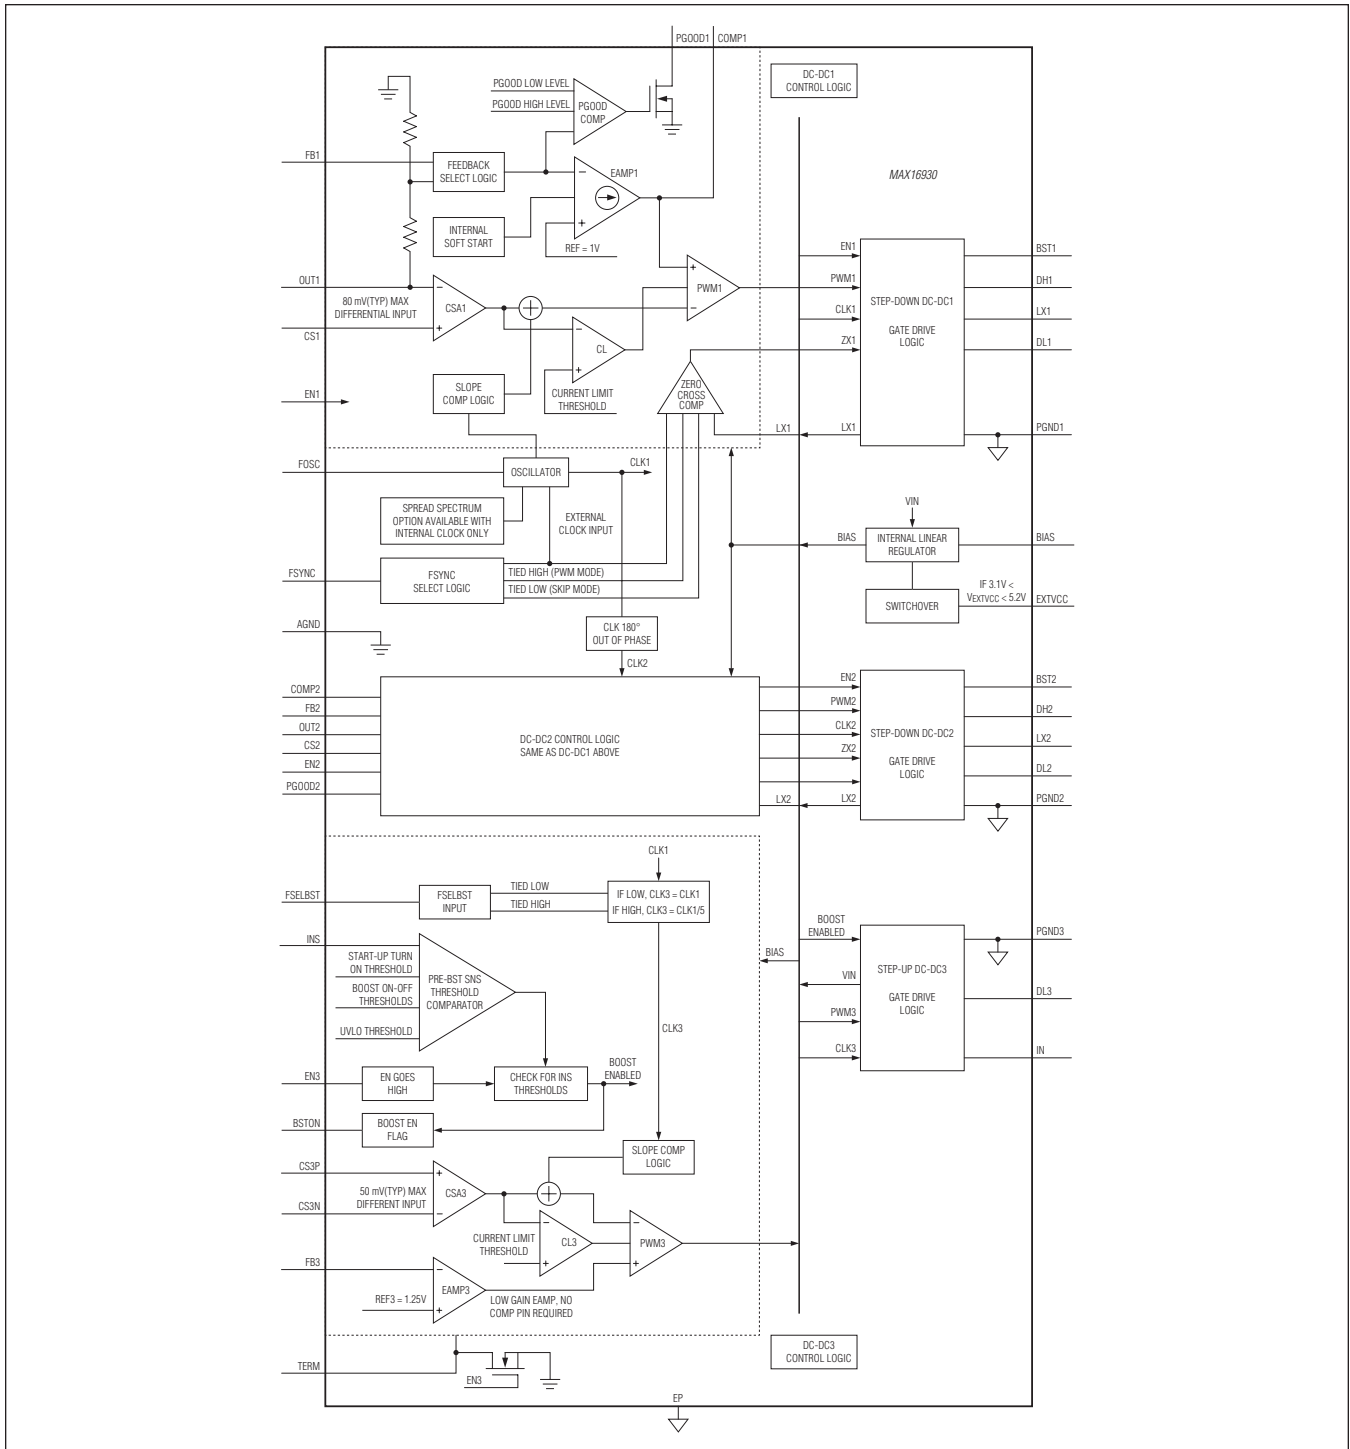 PGOOD1
COMP1
PGOOD LOW LEVEL
PGOOD HIGH LEVEL
PGOOD
COMP
DC-DC1
CONTROL LOGIC
MAX16930
FB1
FEEDBACK
SELECT LOGIC
EAMP1
−
+
REF = 1V
INTERNAL
SOFT START
OUT1
80 mV(TYP) MAX
DIFFERENTIAL INPUT
CS1
−
CSA1
+
+
−
CL
+
CURRENT LIMIT
THRESHOLD
+
PWM1
−
SLOPE
COMP LOGIC
EN1
ZERO
CROSS
COMP
LX1
EN1
PWM1
CLK1
ZX1
LX1
STEP-DOWN DC-DC1
GATE DRIVE
LOGIC
BST1
DH1
LX1
DL1
PGND1
FOSC
OSCILLATOR
CLK1
SPREAD SPECTRUM
OPTION AVAILABLE WITH
INTERNAL CLOCK ONLY
EXTERNAL
CLOCK INPUT
FSYNC
FSYNC
SELECT LOGIC
TIED HIGH (PWM MODE)
TIED LOW (SKIP MODE)
AGND
CLK 180°
OUT OF PHASE
CLK2
VIN
BIAS
INTERNAL LINEAR
REGULATOR
BIAS
SWITCHOVER
IF 3.1V <
VEXTVCC < 5.2V
EXTVCC
COMP2
FB2
OUT2
CS2
EN2
PGOOD2
DC-DC2 CONTROL LOGIC
SAME AS DC-DC1 ABOVE
EN2
PWM2
CLK2
ZX2
LX2
LX2
STEP-DOWN DC-DC2
GATE DRIVE
LOGIC
BST2
DH2
LX2
DL2
PGND2
CLK1
FSELBST
FSELBST
INPUT
TIED LOW
TIED HIGH
IF LOW, CLK3 = CLK1
IF HIGH, CLK3 = CLK1/5
INS
START-UP TURN
ON THRESHOLD
BOOST ON-OFF
THRESHOLDS
UVLO THRESHOLD
PRE-BST SNS
THRESHOLD
COMPARATOR
CLK3
BIAS
BOOST
ENABLED
VIN
PWM3
CLK3
STEP-UP DC-DC3
GATE DRIVE
LOGIC
PGND3
DL3
IN
EN3
EN GOES
HIGH
CHECK FOR INS
THRESHOLDS
BOOST
ENABLED
BSTON
BOOST EN
FLAG
SLOPE COMP
LOGIC
CS3P
50 mV(TYP) MAX
DIFFERENT INPUT
CS3N
+
CSA3
−
+
CURRENT LIMIT
THRESHOLD
−
CL3
+
−
PWM3
+
FB3
REF3 = 1.25V
−
EAMP3
+
LOW GAIN EAMP, NO
COMP PIN REQUIRED
DC-DC3
CONTROL LOGIC
TERM
EN3
EP